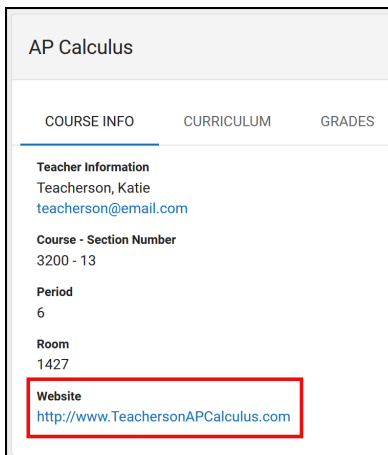 AP Calculus
COURSE INFO CURRICULUM GRADES
Teacher Information
Teacherson, Katie
teacherson@email.com
Course - Section Number
3200 - 13
Period
6
Room
1427
Website
http://www.TeachersonAPCalculus.com